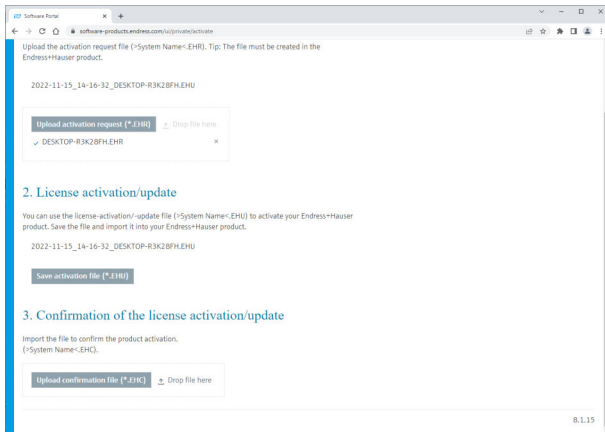 Software Portal
software-products.endress.com/ui/private/activate
Upload the activation request file (>System Name<.EHR). Tip: The file must be created in the
Endress+Hauser product.
2022-11-15_14-16-32_DESKTOP-R3K28FH.EHU
Upload activation request (*.EHR) Drop file here
DESKTOP-R3K28FH.EHR
2. License activation/update
You can use the license-activation/-update file (>System Name<.EHU) to activate your Endress+Hauser
product. Save the file and import it into your Endress+Hauser product.
2022-11-15_14-16-32_DESKTOP-R3K28FH.EHU
Save activation file (*.EHU)
3. Confirmation of the license activation/update
Import the file to confirm the product activation.
(>System Name<.EHC).
Upload confirmation file (*.EHC) Drop file here
8.1.15